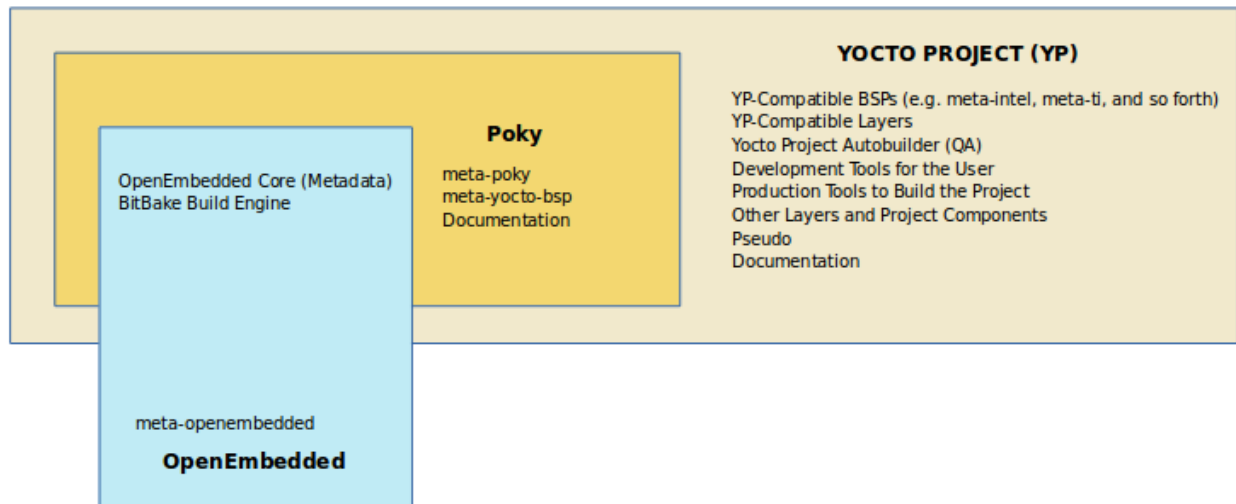 YOCTO PROJECT (YP)
YP-Compatible BSPs (e.g. meta-intel, meta-ti, and so forth)
YP-Compatible Layers
Yocto Project Autobuilder (QA)
Development Tools for the User
Production Tools to Build the Project
Other Layers and Project Components
Pseudo
Documentation
Poky
meta-poky
meta-yocto-bsp
Documentation
OpenEmbedded Core (Metadata)
BitBake Build Engine
meta-openembedded
OpenEmbedded